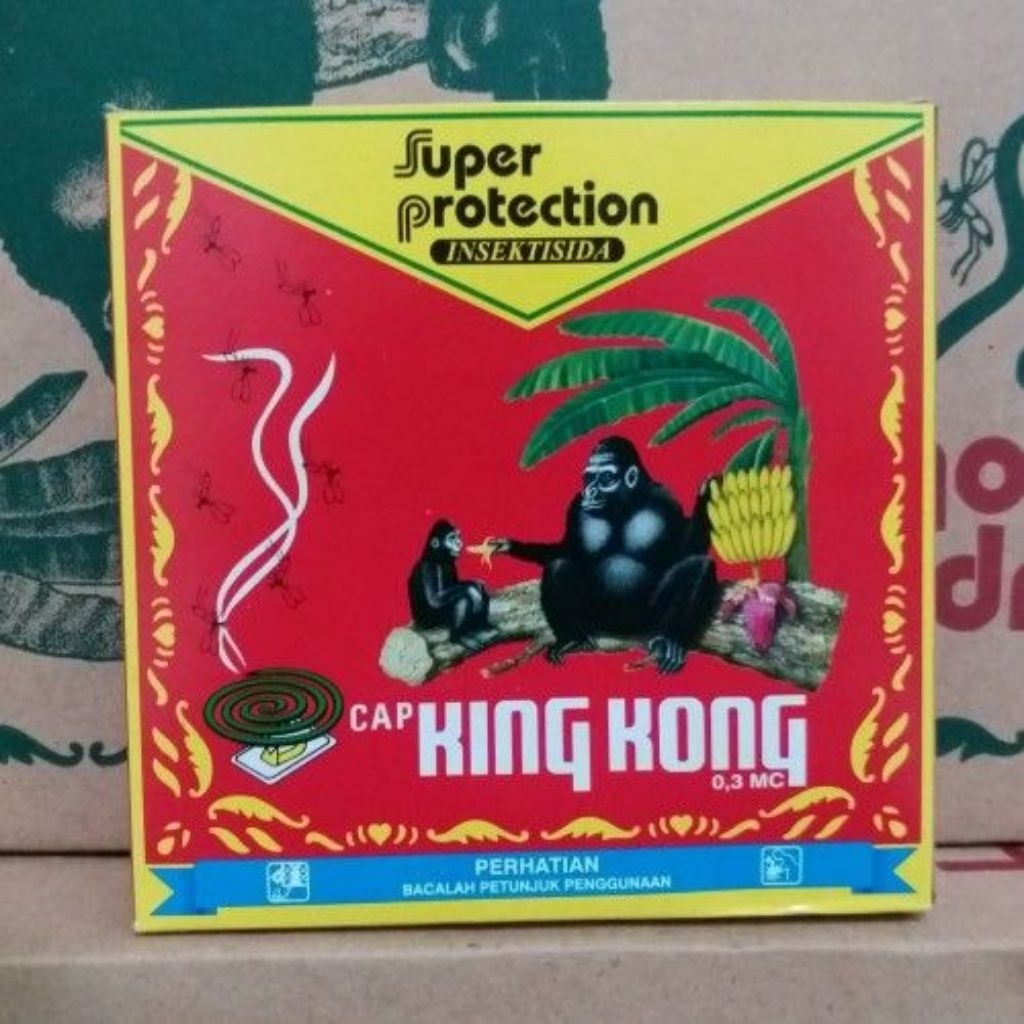 Super
protection
INSEKTISIDA
CAP KING KONG
0,3 MC
PERHATIAN
BACALAH PETUNJUK PENGGUNAAN